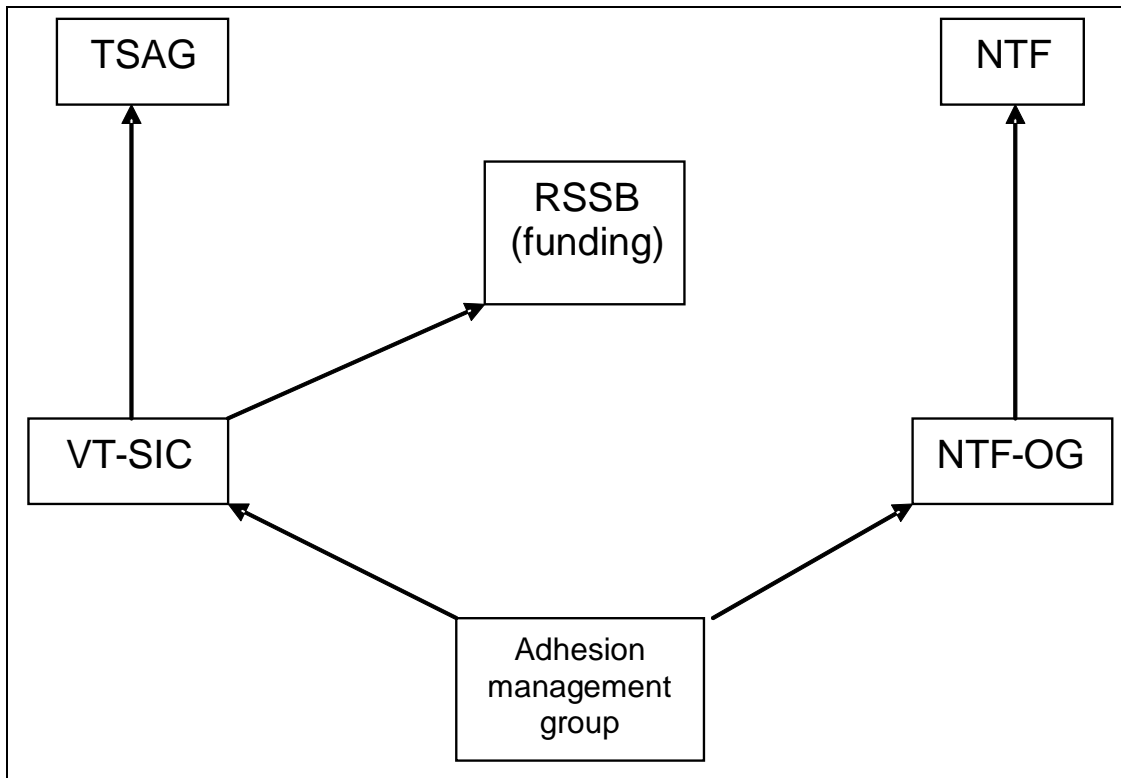 TSAG
NTF
RSSB
(funding)
VT-SIC
NTF-OG
Adhesion
management
group